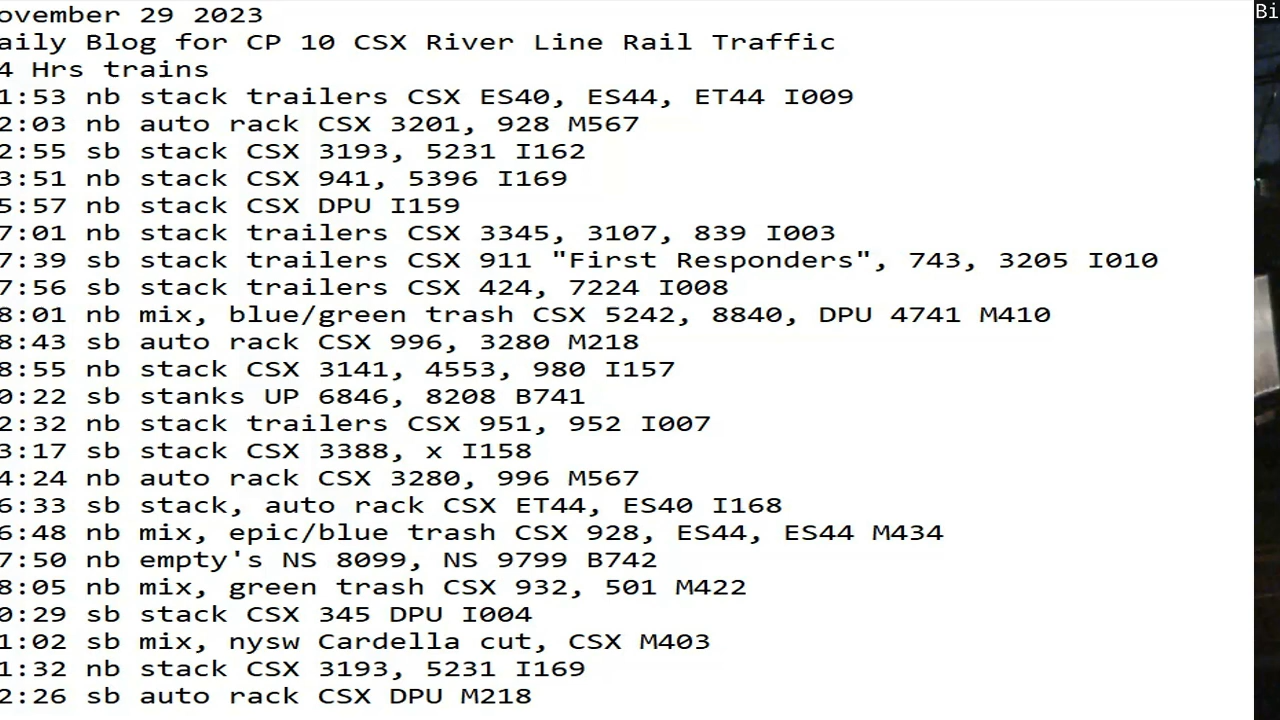 ovember 29 2023
aily Blog for CP 10 CSX River Line Rail Traffic
4 Hrs trains
1:53 nb stack trailers CSX ES40, ES44, ET44 I009
2:03 nb auto rack CSX 3201, 928 M567
2:55 sb stack CSX 3193, 5231 I162
3:51 nb stack CSX 941, 5396 I169
5:57 nb stack CSX DPU I159
7:01 nb stack trailers CSX 3345, 3107, 839 I003
7:39 sb stack trailers CSX 911 "First Responders", 743, 3205 I010
7:56 sb stack trailers CSX 424, 7224 I008
8:01 nb mix, blue/green trash CSX 5242, 8840, DPU 4741 M410
8:43 sb auto rack CSX 996, 3280 M218
8:55 nb stack CSX 3141, 4553, 980 I157
0:22 sb stanks UP 6846, 8208 B741
2:32 nb stack trailers CSX 951, 952 I007
3:17 sb stack CSX 3388, x I158
4:24 nb auto rack CSX 3280, 996 M567
6:33 sb stack, auto rack CSX ET44, ES40 I168
6:48 nb mix, epic/blue trash CSX 928, ES44, ES44 M434
7:50 nb empty's NS 8099, NS 9799 B742
8:05 nb mix, green trash CSX 932, 501 M422
0:29 sb stack CSX 345 DPU I004
1:02 sb mix, nysw Cardella cut, CSX M403
1:32 nb stack CSX 3193, 5231 I169
2:26 sb auto rack CSX DPU M218
Bi